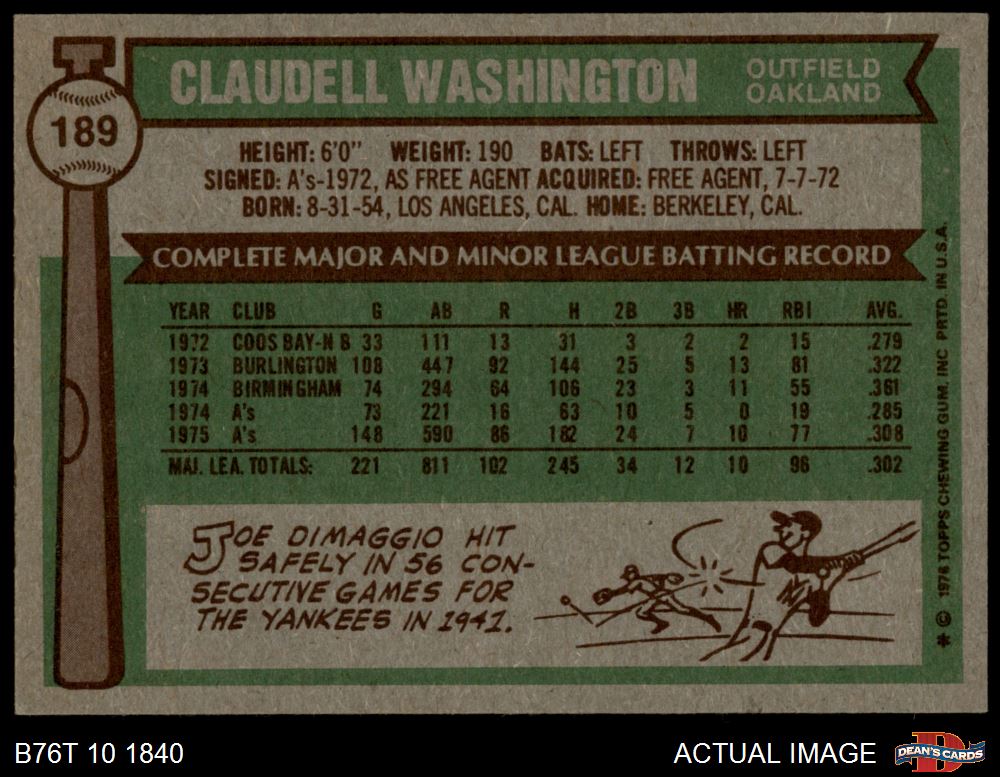 189
CLAUDELL WASHINGTON
OUTFIELD
OAKLAND
HEIGHT: 6'0" WEIGHT: 190 BATS: LEFT THROWS: LEFT
SIGNED: A's-1972, AS FREE AGENT ACQUIRED: FREE AGENT, 7-7-72
BORN: 8-31-54, LOS ANGELES, CAL. HOME: BERKELEY, CAL.
COMPLETE MAJOR AND MINOR LEAGUE BATTING RECORD
YEAR CLUB G AB R H 2B 3B HR RBI AVG.
1972 COOS BAY-N B 33 111 13 31 3 2 2 15 .279
1973 BURLINGTON 108 447 92 144 25 5 13 81 .322
1974 BIRMINGHAM 74 294 64 106 23 3 11 55 .361
1974 A's 73 221 16 63 10 5 0 19 .285
1975 A's 148 590 86 182 24 7 10 77 .308
MAJ. LEA. TOTALS: 221 811 102 245 34 12 10 96 .302
JOE DIMAGGIO HIT
SAFELY IN 56 CON-
SECUTIVE GAMES FOR
THE YANKEES IN 1941.
* © 1976 TOPPS CHEWING GUM, INC PRTD. IN U.S.A.
B76T 10 1840
ACTUAL IMAGE
D
DEAN'S CARDS